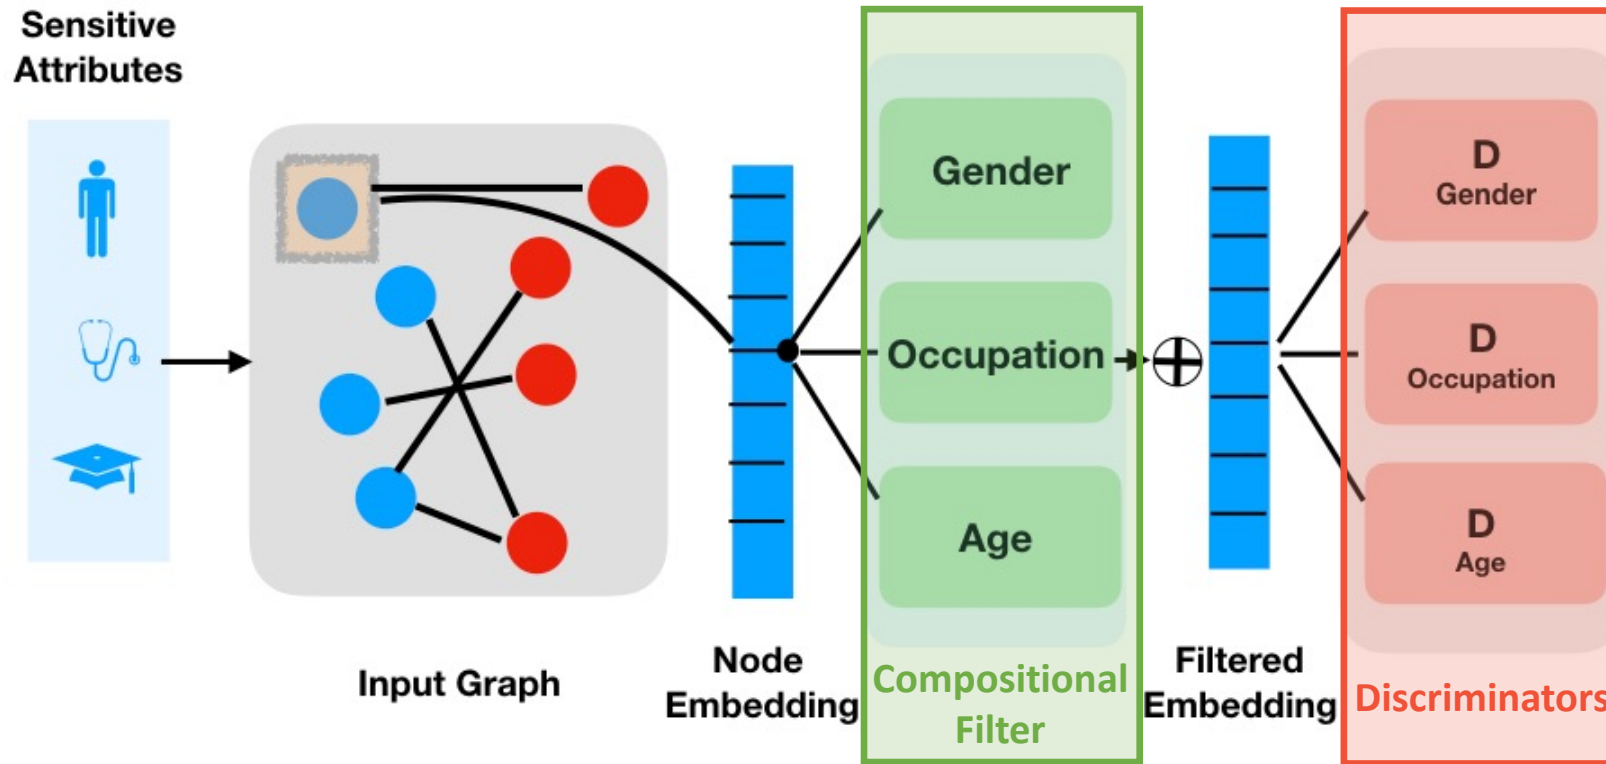 Sensitive
Attributes
Input Graph
Node
Embedding
Gender
Occupation
Age
Compositional
Filter
Filtered
Embedding
D
Gender
D
Occupation
D
Age
Discriminators